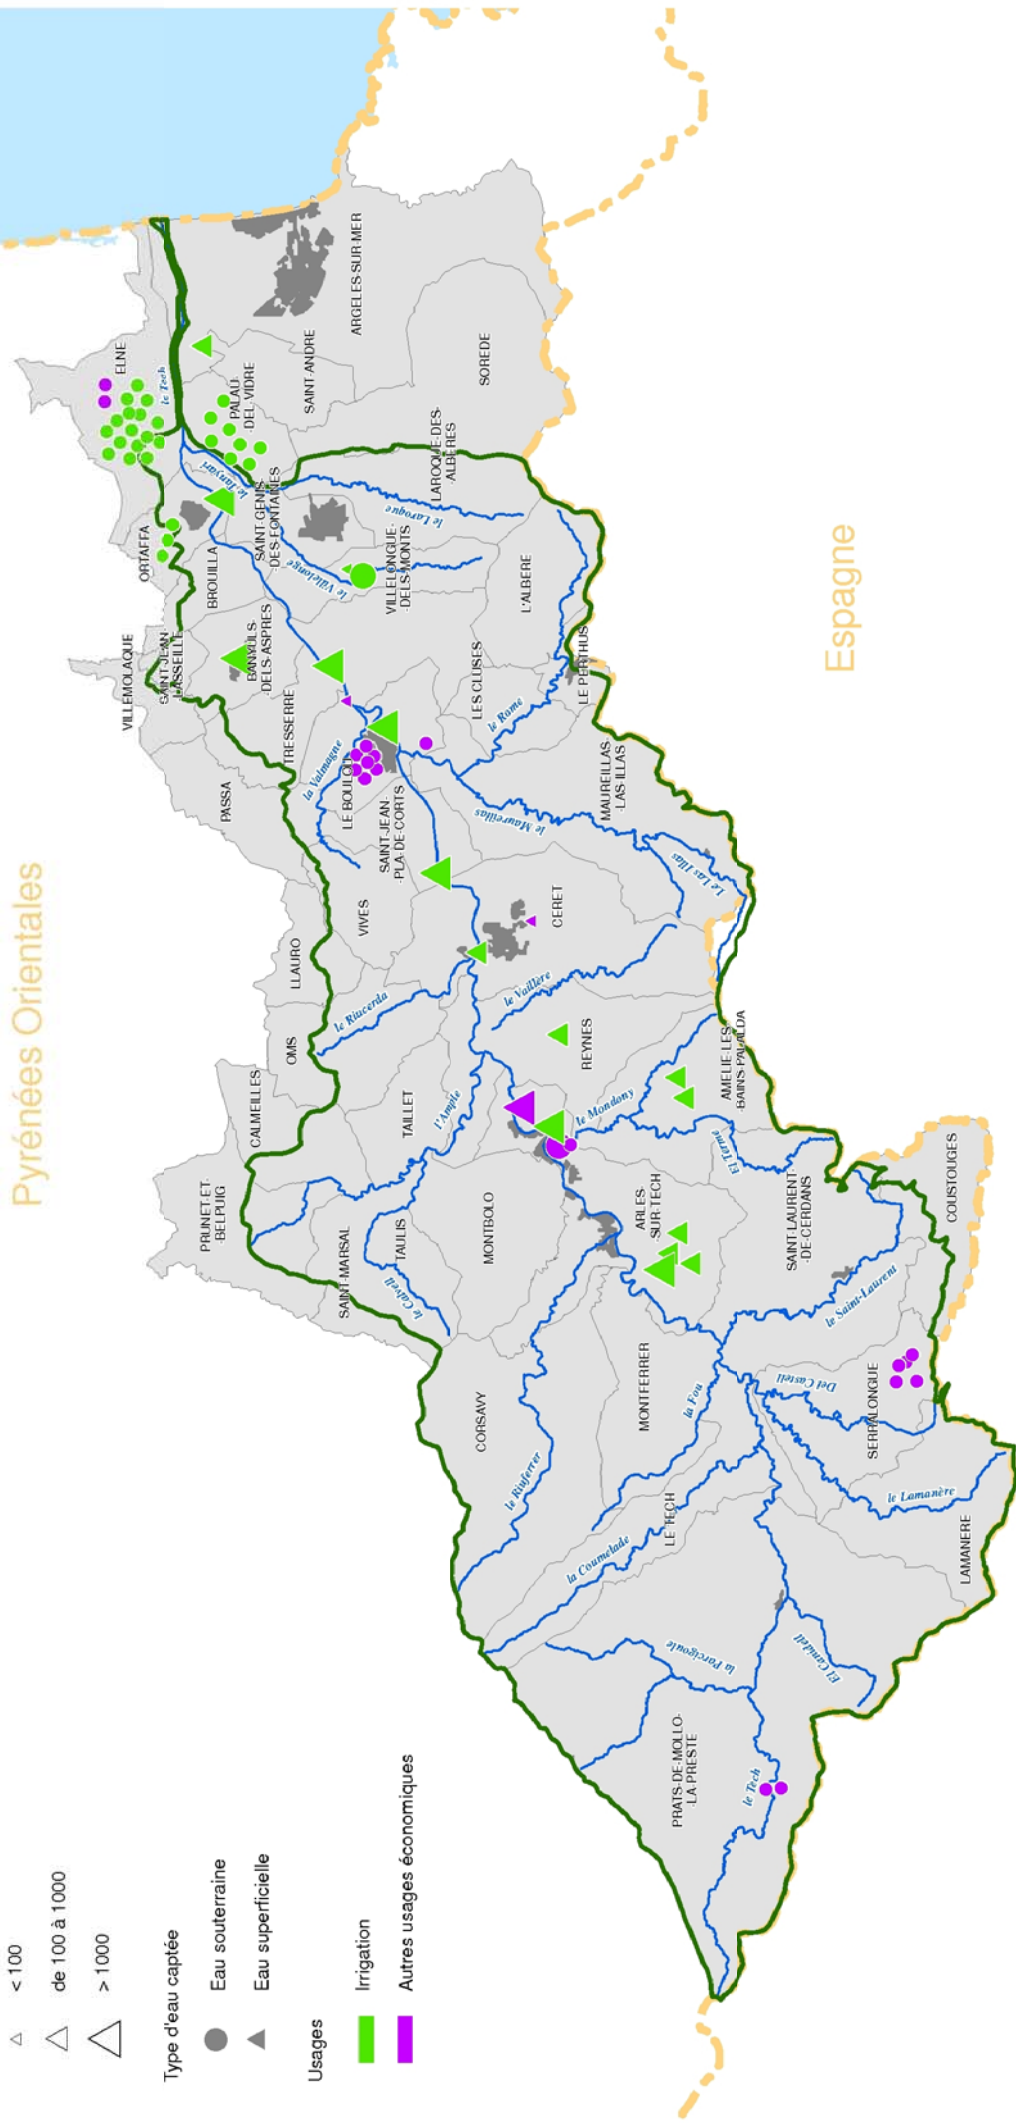 Pyrénées Orientales
Espagne
< 100
de 100 à 1000
> 1000
Type d'eau captée
Eau souterraine
Eau superficielle
Usages
Irrigation
Autres usages économiques
PRATS-DE-MOLLO-
-LA-PRESTE
le Tech
la Parcigoule
El Canidell
la Coumelade
LE TECH
LAMANERE
le Lamanère
le Riuferrer
CORSAVY
MONTFERRER
la Fou
Del Castell
SERRALONGUE
le Saint-Laurent
SAINT-LAURENT-
-DE-CERDANS
COUSTOUGES
SAINT-MARSAL
le Calvell
TAULIS
MONTBOLO
ARLES-
-SUR-TECH
PRUNET-ET-
-BELPUIG
CALMEILLES
TAILLET
l'Ample
le Mondony
El Terme
AMELIE-LES-
-BAINS-PALALDA
OMS
LLAURO
le Riucerda
REYNES
le Vaillère
CERET
VIVES
PASSA
la Valmagne
LE BOULOU
SAINT-JEAN-
-PLA-DE-CORTS
le Maureillas
Le Las Illas
MAUREILLAS-
-LAS-ILLAS
TRESSERRE
VILLEMOLAQUE
SAINT-JEAN-
-LASSEILLE
BANYULS-
-DELS-ASPRES
LES CLUSES
le Rome
LE PERTHUS
L'ALBERE
ORTAFFA
BROUILLA
le Villelongue
VILLELONGUE-
-DELS-MONTS
SAINT-GENIS-
-DES-FONTAINES
le Tanyari
le Laroque
LAROQUE-DES-
-ALBERES
ELNE
le Tech
PALAU-
-DEL-VIDRE
SAINT-ANDRE
SOREDE
ARGELES-SUR-MER